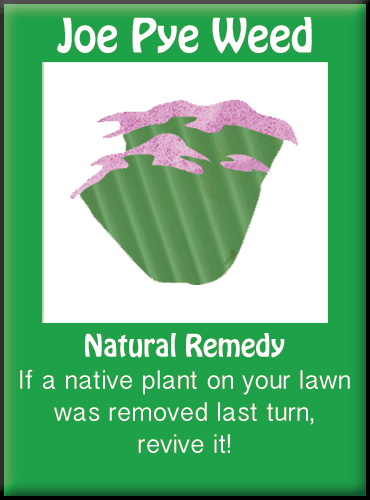 Joe Pye Weed
Natural Remedy
If a native plant on your lawn
was removed last turn,
revive it!